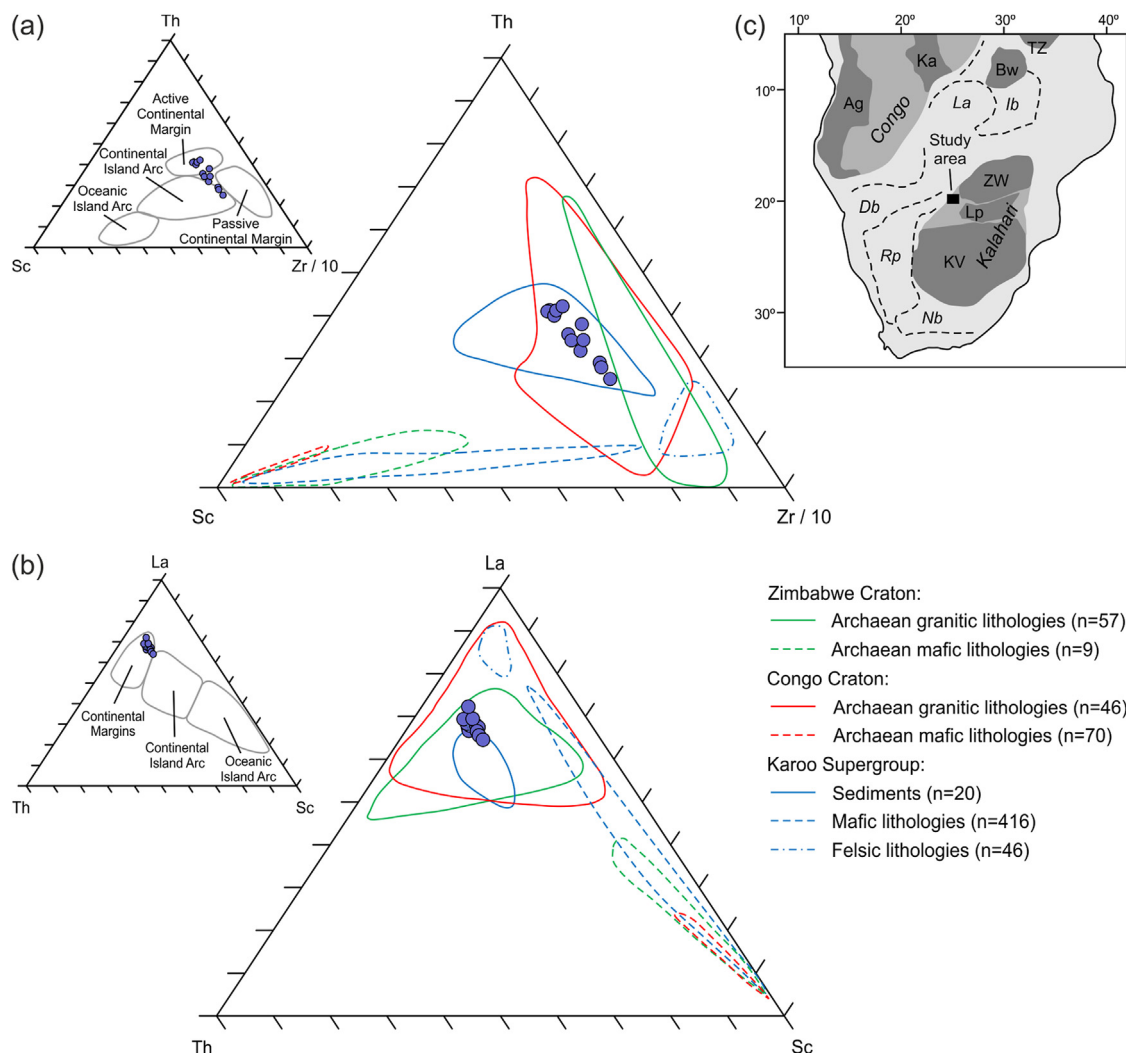 (a)
Th
Active
Continental
Margin
Continental
Island Arc
Oceanic
Island Arc
Passive
Continental Margin
Sc
Zr / 10
Th
Sc
Zr / 10
(c)
10º
20º
30º
40º
10º
20º
30º
TZ
Ka
Bw
Ag
Congo
La
Ib
Study
area
ZW
Db
Lp
Kalahari
Rp
KV
Nb
(b)
La
Continental
Margins
Continental
Island Arc
Oceanic
Island Arc
Th
Sc
La
Th
Sc
Zimbabwe Craton:
Archaean granitic lithologies (n=57)
Archaean mafic lithologies (n=9)
Congo Craton:
Archaean granitic lithologies (n=46)
Archaean mafic lithologies (n=70)
Karoo Supergroup:
Sediments (n=20)
Mafic lithologies (n=416)
Felsic lithologies (n=46)